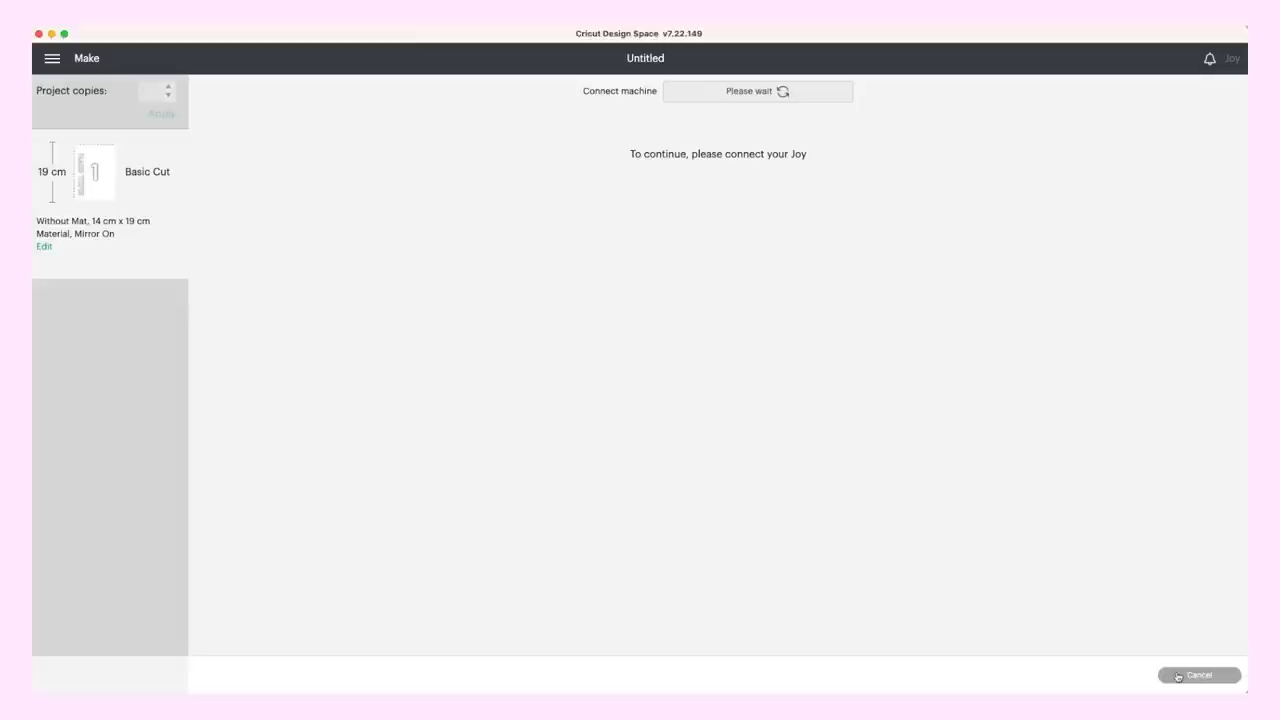 Cricut Design Space v7.22.149
Make
Untitled
Joy
Project copies:
Apply
Connect machine
Please wait
To continue, please connect your Joy
19 cm
1
Basic Cut
Without Mat, 14 cm x 19 cm
Material, Mirror On
Edit
Cancel